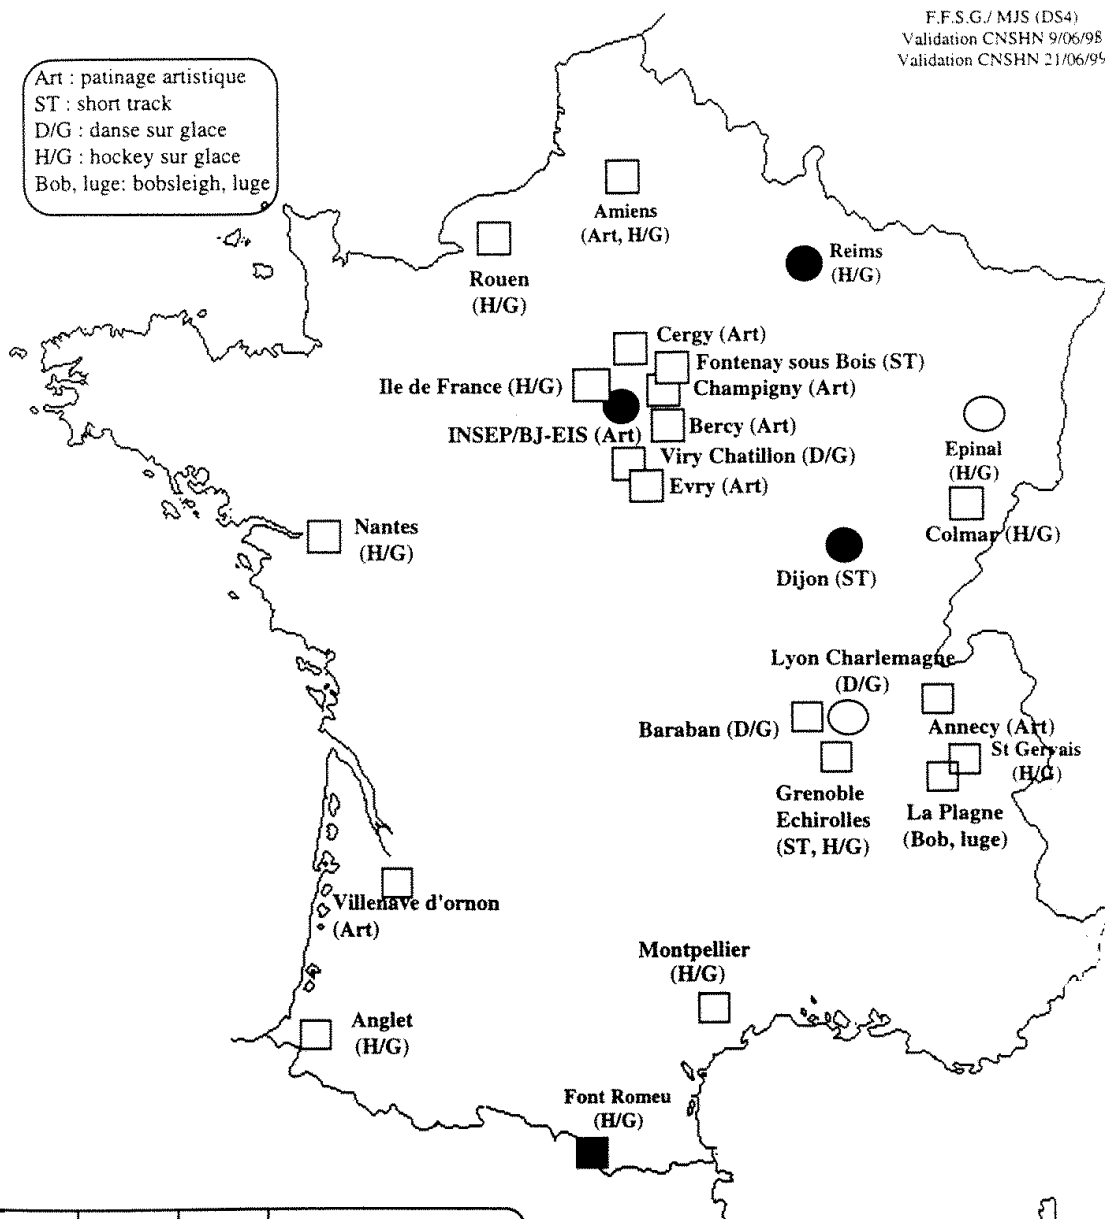 F.F.S.G./ MJS (DS4)
Validation CNSHN 9/06/98
Validation CNSHN 21/06/99
Art : patinage artistique
ST : short track
D/G : danse sur glace
H/G : hockey sur glace
Bob, luge: bobsleigh, luge
Amiens
(Art, H/G)
Rouen
(H/G)
Reims
(H/G)
Cergy (Art)
Fontenay sous Bois (ST)
Ile de France (H/G)
Champigny (Art)
INSEP/BJ-EIS (Art)
Bercy (Art)
Viry Chatillon (D/G)
Evry (Art)
Epinal
(H/G)
Colmar (H/G)
Nantes
(H/G)
Dijon (ST)
Lyon Charlemagne
(D/G)
Baraban (D/G)
Annecy (Art)
St Gervais
(H/G)
Grenoble
Echirolles
(ST, H/G)
La Plagne
(Bob, luge)
Villenave d'ornon
(Art)
Montpellier
(H/G)
Anglet
(H/G)
Font Romeu
(H/G)